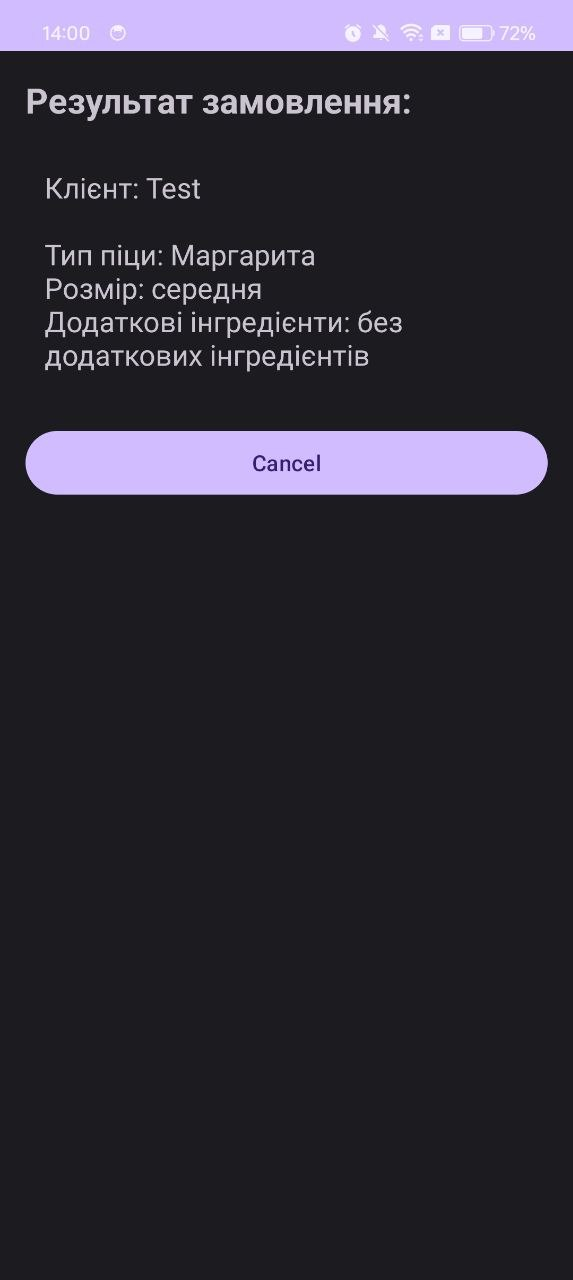 14:00
72%
Результат замовлення:
Клієнт: Test
Тип піци: Маргарита
Розмір: середня
Додаткові інгредієнти: без
додаткових інгредієнтів
Cancel